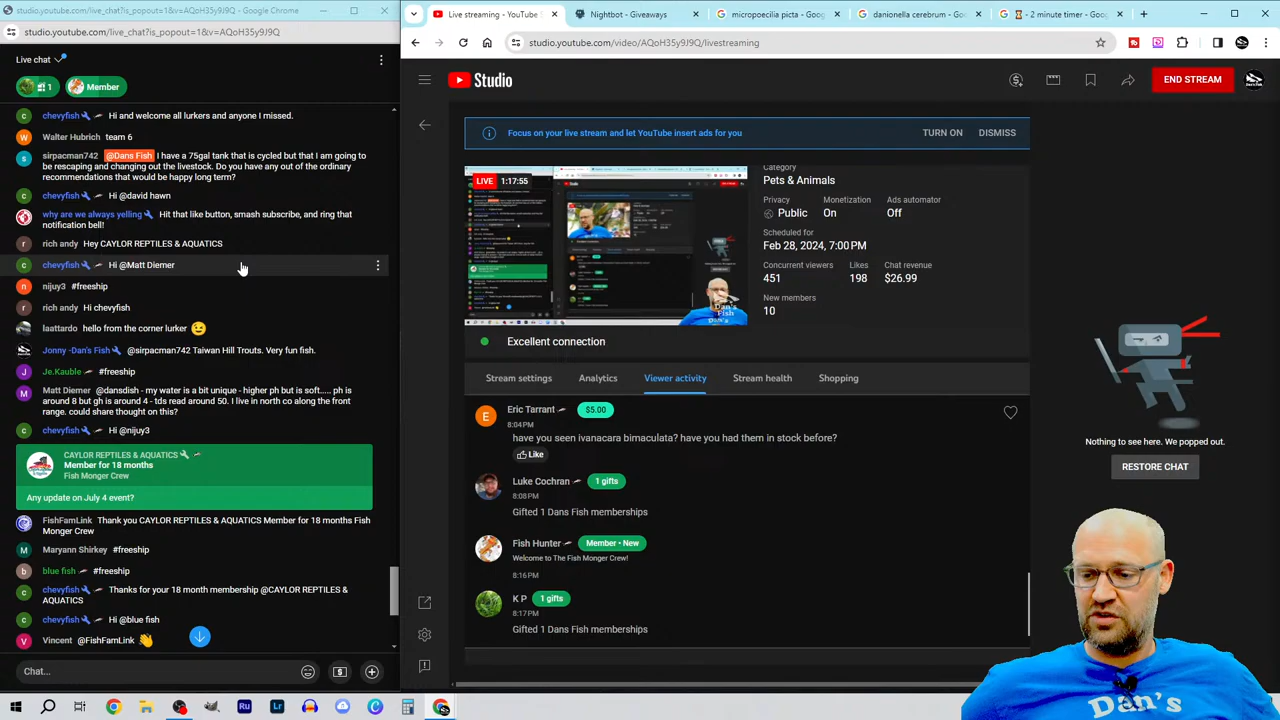 live_chat?is_popout=1&v=AQoH35y9J9Q - Google Chrome
studio.youtube.com/live_chat?is_popout=1&v=AQoH35y9J9Q
Live chat
1
Member
chevyfish Hi and welcome all lurkers and anyone I missed.
Walter Hubrich team 6
sirpacman742 @Dans Fish I have a 75gal tank that is cycled but that I am going to
be rescaping and changing out the livestock. Do you have any out of the ordinary
recommendations that would be happy long term?
chevyfish Hi @david hawn
why are we always yelling Hit that like button, smash subscribe, and ring that
notification bell!
rich andy Hey CAYLOR REPTILES & AQUATICS
chevyfish Hi @Matt Diemer
nijuy3 #freeship
rich andy Hi chevyfish
laattardo hello from the corner lurker 😉
Jonny -Dan's Fish @sirpacman742 Taiwan Hill Trouts. Very fun fish.
Je.Kauble #freeship
Matt Diemer @dansdish - my water is a bit unique - higher ph but is soft..... ph is
around 8 but gh is around 4 - tds read around 50. I live in north co along the front
range. could share thought on this?
chevyfish Hi @nijuy3
CAYLOR REPTILES & AQUATICS
Member for 18 months
Fish Monger Crew
Any update on July 4 event?
FishFamLink Thank you CAYLOR REPTILES & AQUATICS Member for 18 months Fish
Monger Crew
Maryann Shirkey #freeship
blue fish #freeship
chevyfish Thanks for your 18 month membership @CAYLOR REPTILES &
AQUATICS
chevyfish Hi @blue fish
Vincent @FishFamLink 👋
Chat...
Live streaming - YouTube S
Nightbot - Giveaways
micropoecilia picta - Goog
danionella cerebrum - Goo
⌛ - 2 minute timer - Goog
studio.youtube.com/video/AQoH35y9J9Q/livestreaming
Studio
END STREAM
Focus on your live stream and let YouTube insert ads for you
TURN ON
DISMISS
LIVE 1:17:55
Category
Pets & Animals
Privacy
Monetization
Ads automator
Public
On
Off
Scheduled for
Feb 28, 2024, 7:00 PM
Concurrent viewers
Likes
Chat revenue
451
198
$26.99
New members
10
Excellent connection
Stream settings
Analytics
Viewer activity
Stream health
Shopping
Eric Tarrant $5.00
8:04PM
have you seen ivanacara bimaculata? have you had them in stock before?
Like
Luke Cochran 1 gifts
8:08PM
Gifted 1 Dans Fish memberships
Fish Hunter Member • New
Welcome to The Fish Monger Crew!
8:16PM
K P 1 gifts
8:17PM
Gifted 1 Dans Fish memberships
Nothing to see here. We popped out.
RESTORE CHAT
Dan's